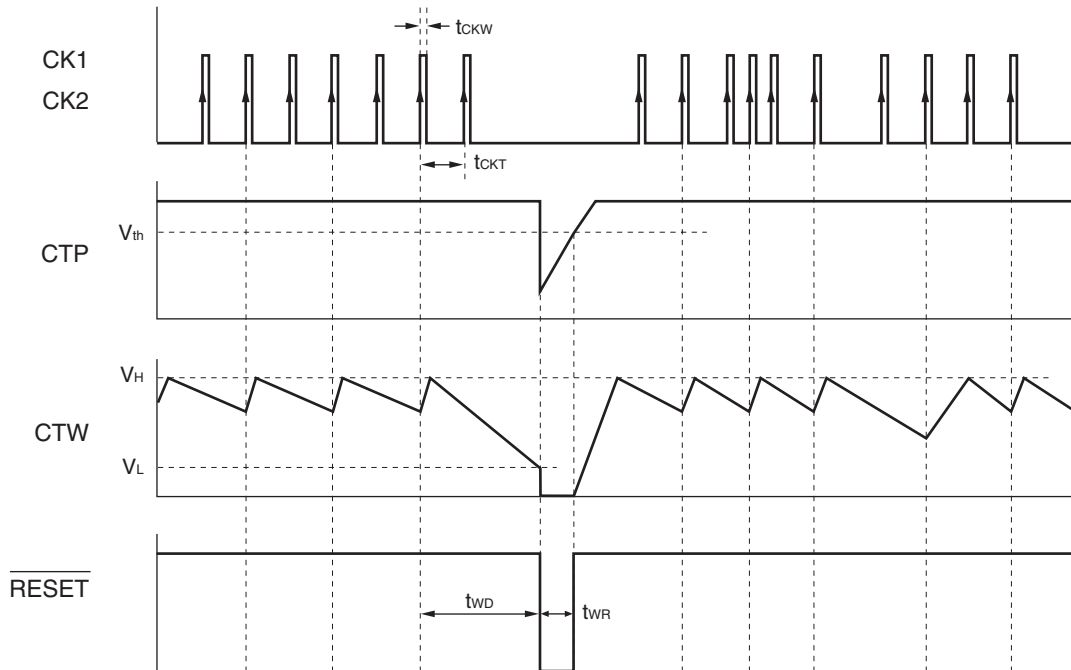 tCKW
CK1
CK2
tCKT
Vth
CTP
VH
CTW
VL
RESET
tWD
tWR